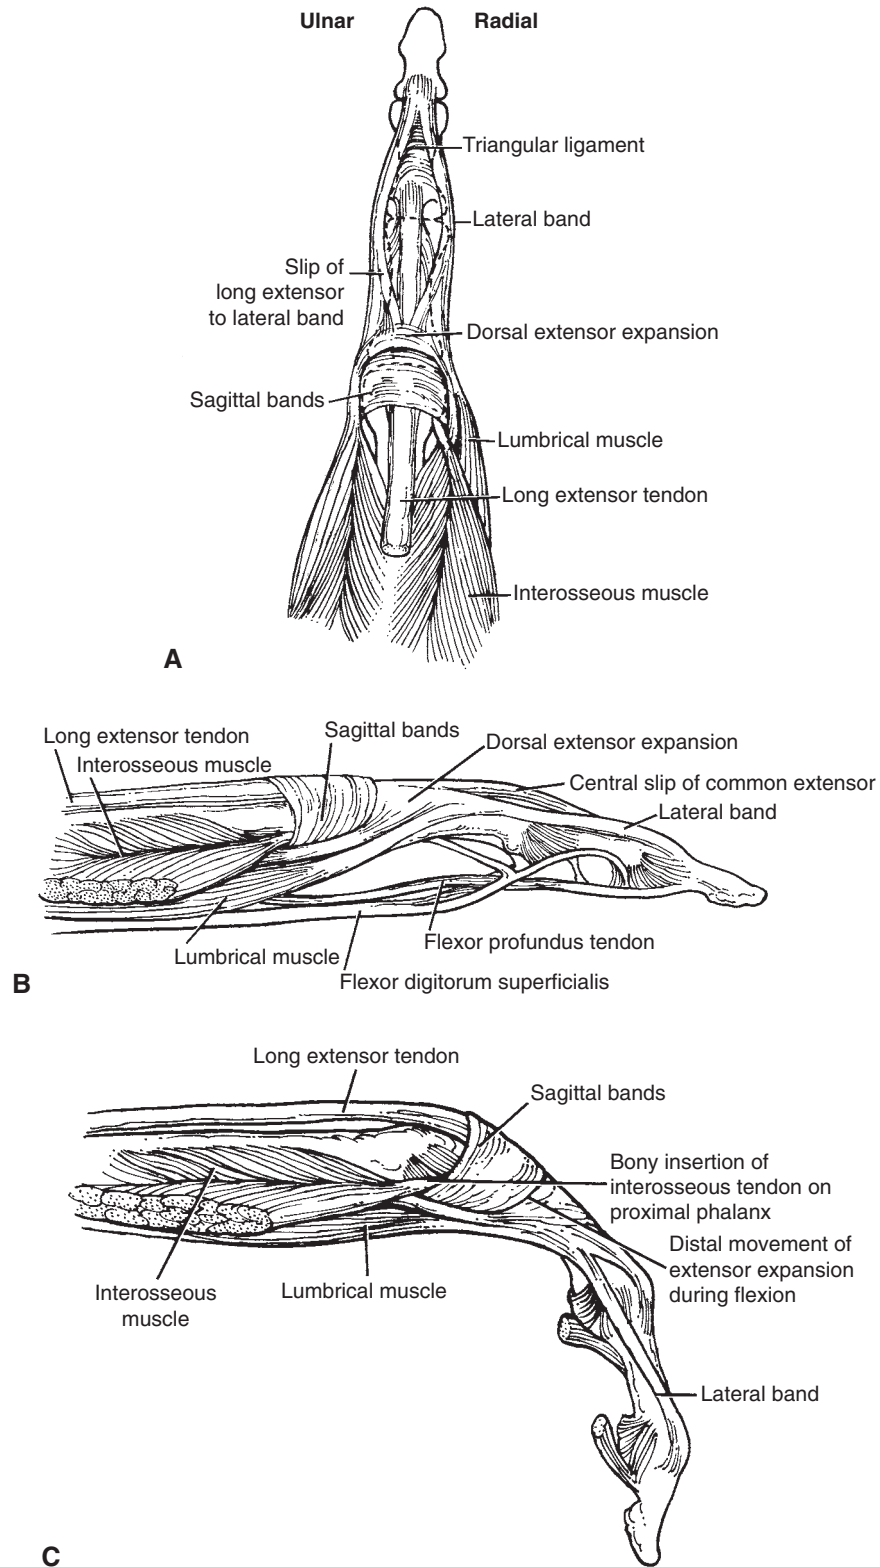 Ulnar
Radial
Triangular ligament
Lateral band
Slip of
long extensor
to lateral band
Dorsal extensor expansion
Sagittal bands
Lumbrical muscle
Long extensor tendon
Interosseous muscle
A
Long extensor tendon
Sagittal bands
Interosseous muscle
Dorsal extensor expansion
Central slip of common extensor
Lateral band
Lumbrical muscle
Flexor profundus tendon
Flexor digitorum superficialis
B
Long extensor tendon
Sagittal bands
Bony insertion of
interosseous tendon on
proximal phalanx
Distal movement of
extensor expansion
during flexion
Interosseous
muscle
Lumbrical muscle
Lateral band
C